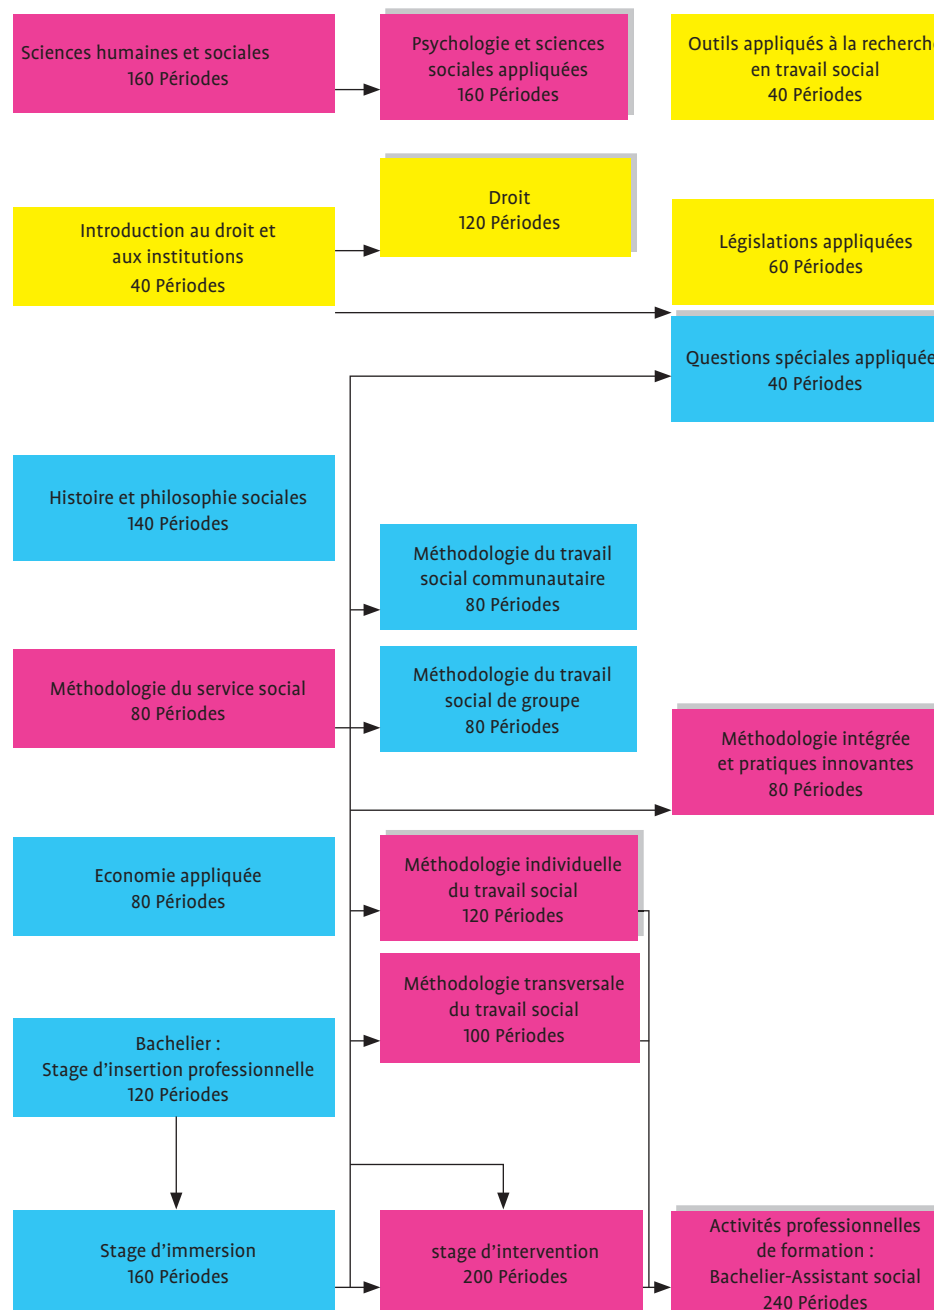 Sciences humaines et sociales
160 Périodes
Psychologie et sciences
sociales appliquées
160 Périodes
Outils appliqués à la recherche
en travail social
40 Périodes
Introduction au droit et
aux institutions
40 Périodes
Droit
120 Périodes
Législations appliquées
60 Périodes
Questions spéciales appliquée
40 Périodes
Histoire et philosophie sociales
140 Périodes
Méthodologie du travail
social communautaire
80 Périodes
Méthodologie du service social
80 Périodes
Méthodologie du travail
social de groupe
80 Périodes
Méthodologie intégrée
et pratiques innovantes
80 Périodes
Economie appliquée
80 Périodes
Méthodologie individuelle
du travail social
120 Périodes
Méthodologie transversale
du travail social
100 Périodes
Bachelier :
Stage d'insertion professionnelle
120 Périodes
Stage d'immersion
160 Périodes
stage d'intervention
200 Périodes
Activités professionnelles
de formation :
Bachelier-Assistant social
240 Périodes